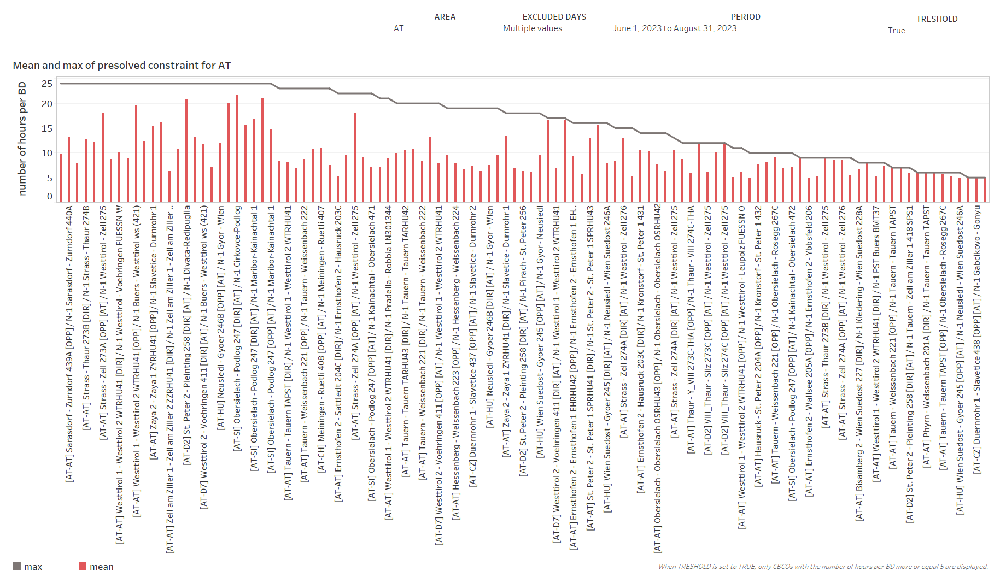 AREA
EXCLUDED DAYS
PERIOD
TRESHOLD
AT
Multiple values
June 1, 2023 to August 31, 2023
True
Mean and max of presolved constraint for AT
number of hours per BD
25
20
15
10
5
0
[AT-AT] Sarasdorf - Zurndorf 439A [OPP] / N-1 Sarasdorf - Zurndorf 440A
[AT-AT] Strass - Thaur 273B [DIR] / N-1 Strass - Thaur 274B
[AT-AT] Strass - Zell 273A [OPP] [AT] / N-1 Westtirol - Zell 275
[AT-AT] Westtirol 1 - Westtirol 2 WTRHU41 [DIR] / N-1 Westtirol - Voehringen FUESSN W
[AT-AT] Westtirol 1 - Westtirol 2 WTRHU41 [OPP] / N-1 Buers - Westtirol ws (421)
[AT-AT] Zaya 2 - Zaya 1 ZYRHU41 [OPP] / N-1 Slavetice - Durnrohr 1
[AT-AT] Zell am Ziller 1 - Zell am Ziller 2 ZZRHU41 [DIR] / N-1 Zell am Ziller 1 - Zell am Ziller ..
[AT-D2] St. Peter 2 - Pleinting 258 [DIR] [AT] / N-1 Divaca-Redipuglia
[AT-D7] Westtirol 2 - Voehringen 411 [DIR] [AT] / N-1 Buers - Westtirol ws (421)
[AT-HU] Neusiedl - Gyoer 246B [OPP] [AT] / N-1 Gyor - Wien
[AT-SI] Obersielach - Podlog 247 [DIR] [AT] / N-1 Cirkovce-Podlog
[AT-SI] Obersielach - Podlog 247 [DIR] [AT] / N-1 Maribor-Kainachtal 1
[AT-SI] Obersielach - Podlog 247 [OPP] [AT] / N-1 Maribor-Kainachtal 1
[AT-AT] Tauern - Tauern TAPST [DIR] / N-1 Westtirol 1 - Westtirol 2 WTRHU41
[AT-AT] Tauern - Weissenbach 221 [OPP] / N-1 Tauern - Weissenbach 222
[AT-CH] Meiningen - Ruetli 408 [OPP] [AT] / N-1 Meiningen - Ruetli 407
[AT-AT] Ernsthofen 2 - Sattledt 204C [DIR] / N-1 Ernsthofen 2 - Hausruck 203C
[AT-AT] Strass - Zell 274A [OPP] [AT] / N-1 Westtirol - Zell 275
[AT-SI] Obersielach - Podlog 247 [OPP] [AT] / N-1 Kainachtal - Obersielach 471
[AT-AT] Westtirol 1 - Westtirol 2 WTRHU41 [DIR] / N-1 Pradella - Robbia LN301344
[AT-AT] Tauern - Tauern TARHU43 [DIR] / N-1 Tauern - Tauern TARHU42
[AT-AT] Tauern - Weissenbach 221 [DIR] / N-1 Tauern - Weissenbach 222
[AT-D7] Westtirol 2 - Voehringen 411 [OPP] [AT] / N-1 Westtirol 1 - Westtirol 2 WTRHU41
[AT-AT] Hessenberg - Weissenbach 223 [OPP] / N-1 Hessenberg - Weissenbach 224
[AT-CZ] Duernrohr 1 - Slavetice 437 [OPP] [AT] / N-1 Slavetice - Durnrohr 2
[AT-HU] Neusiedl - Gyoer 246B [DIR] [AT] / N-1 Gyor - Wien
[AT-AT] Zaya 2 - Zaya 1 ZYRHU41 [DIR] / N-1 Slavetice - Durnrohr 1
[AT-D2] St. Peter 2 - Pleinting 258 [DIR] [AT] / N-1 Pirach - St. Peter 256
[AT-HU] Wien Suedost - Gyoer 245 [OPP] [AT] / N-1 Gyor - Neusiedl
[AT-D7] Westtirol 2 - Voehringen 411 [DIR] [AT] / N-1 Westtirol 1 - Westtirol 2 WTRHU41
[AT-AT] Ernsthofen 2 - Ernsthofen 1 EHRHU42 [OPP] / N-1 Ernsthofen 2 - Ernsthofen 1 EH..
[AT-AT] St. Peter 2 - St. Peter 1 SPRHU41 [DIR] / N-1 St. Peter 2 - St. Peter 1 SPRHU43
[AT-HU] Wien Suedost - Gyoer 245 [DIR] [AT] / N-1 Neusiedl - Wien Suedost 246A
[AT-AT] Strass - Zell 274A [DIR] [AT] / N-1 Westtirol - Zell 276
[AT-AT] Ernsthofen 2 - Hausruck 203C [DIR] / N-1 Kronstorf - St. Peter 1 431
[AT-AT] Obersielach - Obersielach OSRHU43 [OPP] / N-1 Obersielach - Obersielach OSRHU42
[AT-AT] Strass - Zell 274A [DIR] [AT] / N-1 Westtirol - Zell 275
[AT-AT] Thaur - Y_Vill 273C-THA [OPP] / N-1 Thaur - Vill 274C-THA
[AT-D2] Vill_Thaur - Silz 273C [OPP] [AT] / N-1 Westtirol - Zell 275
[AT-D2] Vill_Thaur - Silz 274C [OPP] [AT] / N-1 Westtirol - Zell 275
[AT-AT] Westtirol 1 - Westtirol 2 WTRHU41 [OPP] / N-1 Westtirol - Leupolz FUESSN O
[AT-AT] Hausruck - St. Peter 2 204A [OPP] / N-1 Kronstorf - St. Peter 1 432
[AT-AT] Tauern - Weissenbach 221 [OPP] / N-1 Obersielach - Rosegg 267C
[AT-SI] Obersielach - Podlog 247 [OPP] [AT] / N-1 Kainachtal - Obersielach 472
[AT-AT] Ernsthofen 2 - Wallsee 205A [OPP] / N-1 Ernsthofen 2 - Ybbsfeld 206
[AT-AT] Strass - Thaur 273B [DIR] / N-1 Westtirol - Zell 275
[AT-AT] Strass - Zell 274A [OPP] [AT] / N-1 Westtirol - Zell 276
[AT-AT] Bisamberg 2 - Wien Suedost 227 [DIR] / N-1 Kledering - Wien Suedost 228A
[AT-AT] Westtirol 1 - Westtirol 2 WTRHU41 [DIR] / N-1 PST Buers BMT37
[AT-AT] Tauern - Weissenbach 221 [OPP] / N-1 Tauern - Tauern TAPST
[AT-D2] St. Peter 2 - Pleinting 258 [DIR] [AT] / N-1 Tauern - Zell am Ziller 1 418 SPS1
[AT-AT] Phyrn - Weissenbach 201A [DIR] / N-1 Tauern - Tauern TAPST
[AT-AT] Tauern - Tauern TAPST [OPP] / N-1 Obersielach - Rosegg 267C
[AT-HU] Wien Suedost - Gyoer 245 [OPP] [AT] / N-1 Neusiedl - Wien Suedost 246A
[AT-CZ] Duernrohr 1 - Slavetice 438 [OPP] [AT] / N-1 Gabcikovo - Gonyu
max
mean
When TRESHOLD is set to TRUE, only CBCOs with the number of hours per BD more or equal 5 are displayed.